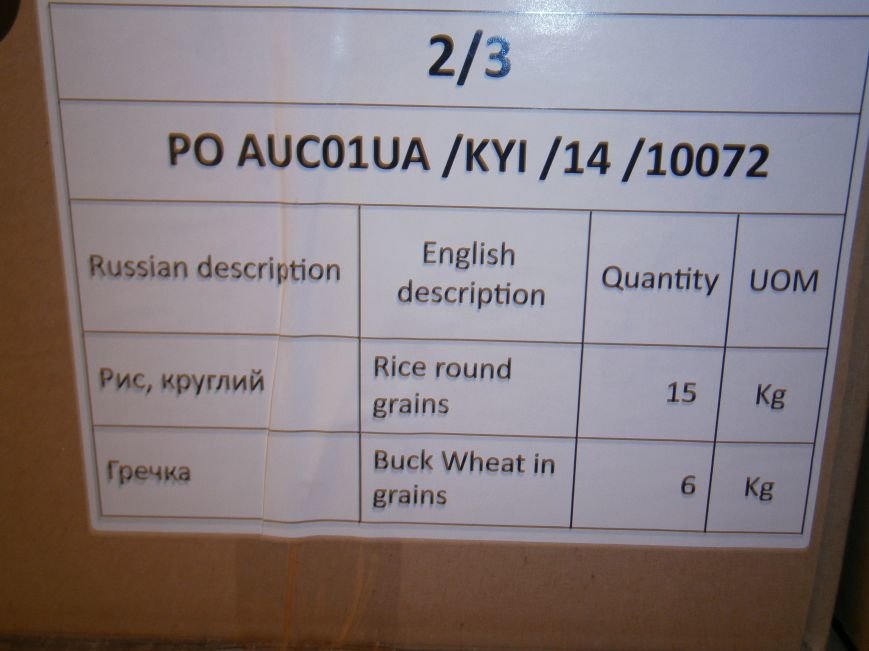 2/3
PO AUC01UA /KYI /14 /10072
Russian description
English
description
Quantity
UOM
Рис, круглий
Rice round
grains
15
Kg
Гречка
Buck Wheat in
grains
6
Kg